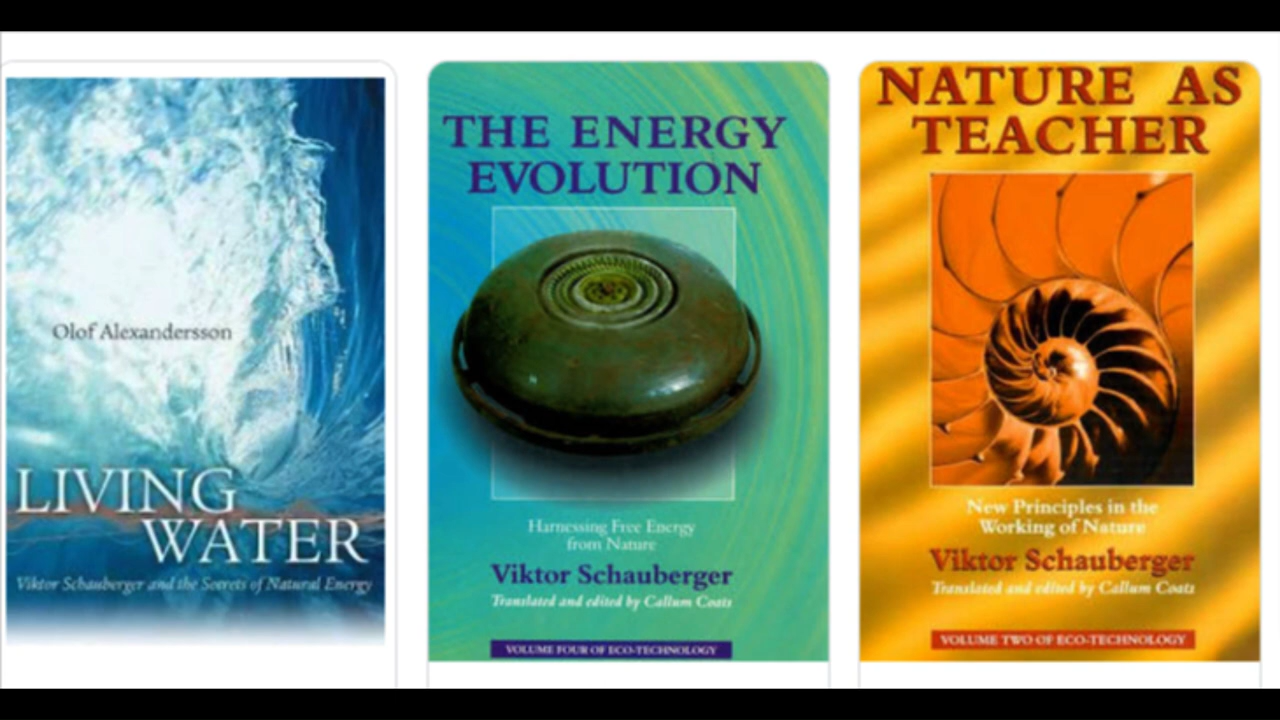 Olof Alexandersson
LIVING
WATER
Viktor Schauberger and the Secrets of Natural Energy
THE ENERGY
EVOLUTION
Harnessing Free Energy
from Nature
Viktor Schauberger
Translated and edited by Callum Coats
VOLUME FOUR OF ECO-TECHNOLOGY
NATURE AS
TEACHER
New Principles in the
Working of Nature
Viktor Schauberger
Translated and edited by Callum Coats
VOLUME TWO OF ECO-TECHNOLOGY